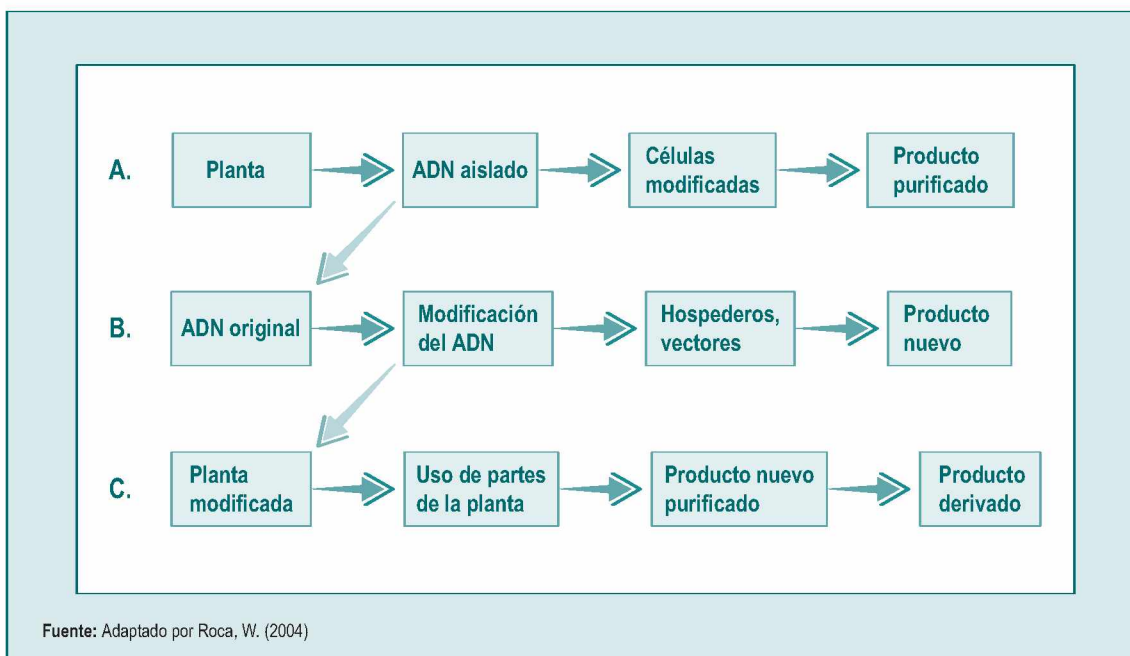 A.
Planta
ADN aislado
Células
modificadas
Producto
purificado
B.
ADN original
Modificación
del ADN
Hospederos,
vectores
Producto
nuevo
C.
Planta
modificada
Uso de partes
de la planta
Producto nuevo
purificado
Producto
derivado
Fuente: Adaptado por Roca, W. (2004)